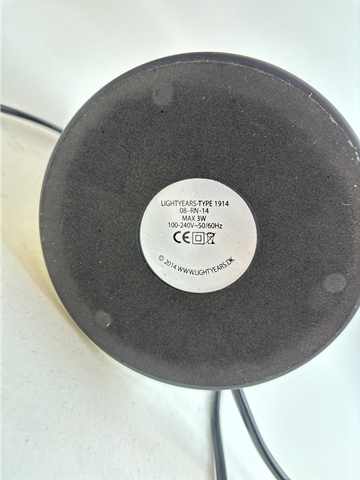 LIGHTYEARS-TYPE 1914
08-RN-14
MAX 3W
100-240V~50/60Hz
CE
© 2014 WWW.LIGHTYEARS.DK